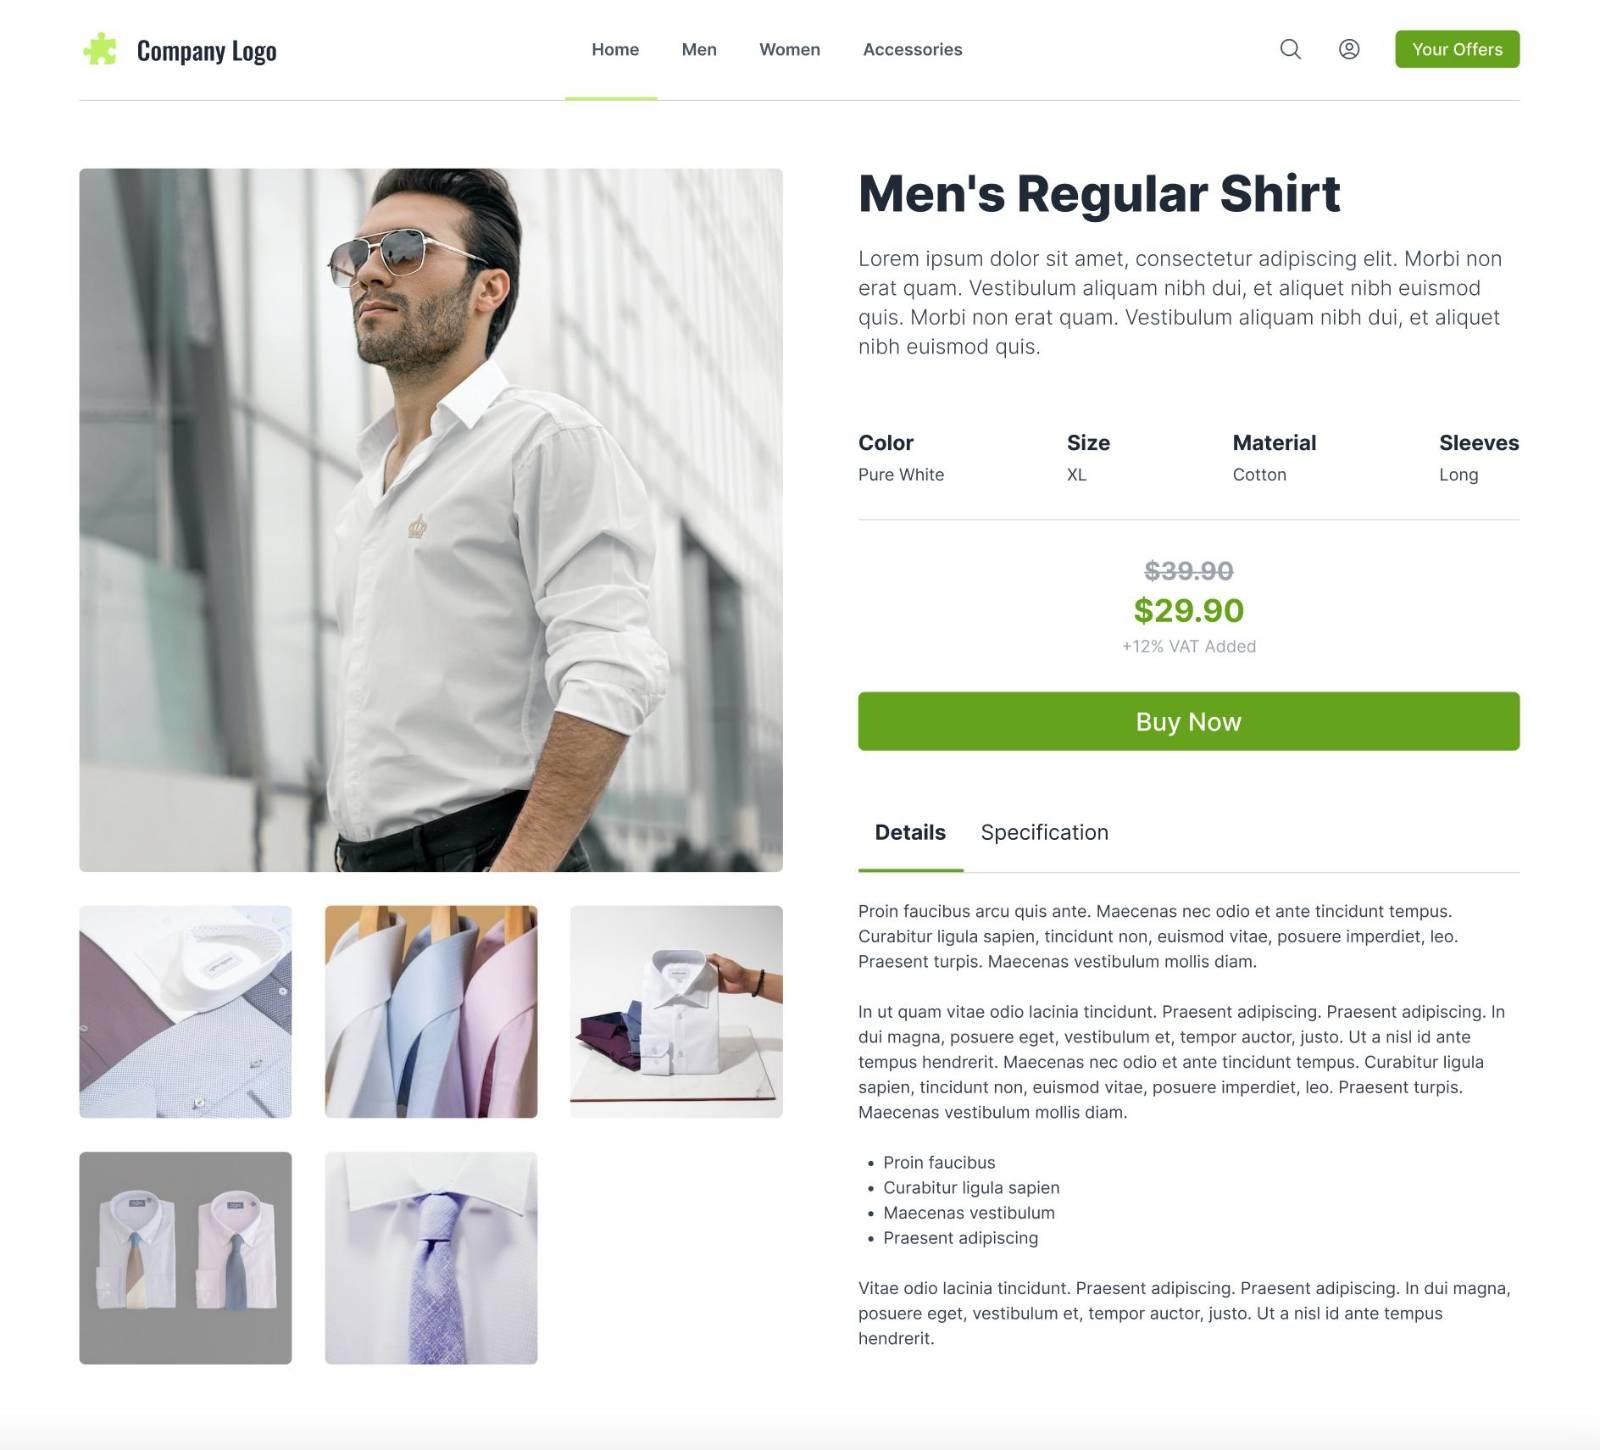 Company Logo
Home
Men
Women
Accessories
Your Offers
Men's Regular Shirt
Lorem ipsum dolor sit amet, consectetur adipiscing elit. Morbi non
erat quam. Vestibulum aliquam nibh dui, et aliquet nibh euismod
quis. Morbi non erat quam. Vestibulum aliquam nibh dui, et aliquet
nibh euismod quis.
Color
Size
Material
Sleeves
Pure White
XL
Cotton
Long
$39.90
$29.90
+12% VAT Added
Buy Now
Details
Specification
Proin faucibus arcu quis ante. Maecenas nec odio et ante tincidunt tempus.
Curabitur ligula sapien, tincidunt non, euismod vitae, posuere imperdiet, leo.
Praesent turpis. Maecenas vestibulum mollis diam.
In ut quam vitae odio lacinia tincidunt. Praesent adipiscing. Praesent adipiscing. In
dui magna, posuere eget, vestibulum et, tempor auctor, justo. Ut a nisl id ante
tempus hendrerit. Maecenas nec odio et ante tincidunt tempus. Curabitur ligula
sapien, tincidunt non, euismod vitae, posuere imperdiet, leo. Praesent turpis.
Maecenas vestibulum mollis diam.
• Proin faucibus
• Curabitur ligula sapien
• Maecenas vestibulum
• Praesent adipiscing
Vitae odio lacinia tincidunt. Praesent adipiscing. Praesent adipiscing. In dui magna,
posuere eget, vestibulum et, tempor auctor, justo. Ut a nisl id ante tempus
hendrerit.